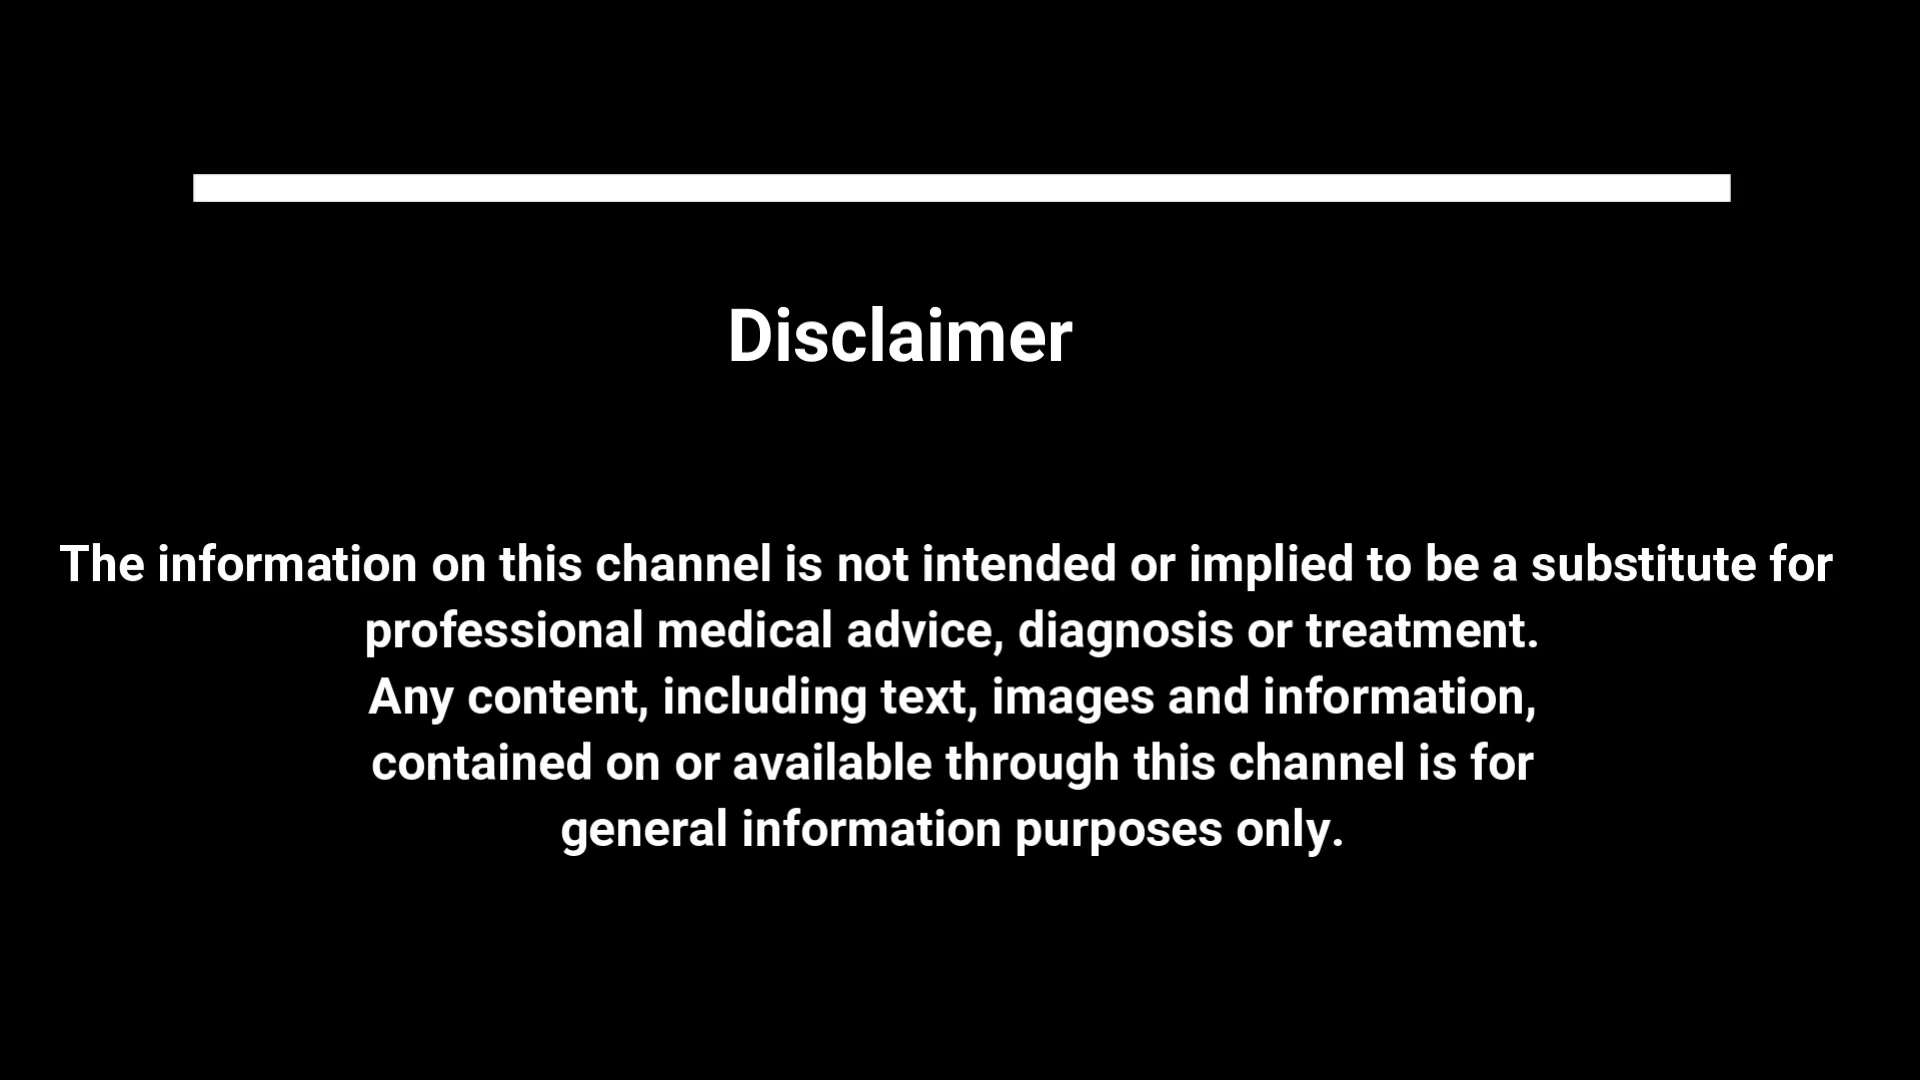 Disclaimer
The information on this channel is not intended or implied to be a substitute for
professional medical advice, diagnosis or treatment.
Any content, including text, images and information,
contained on or available through this channel is for
general information purposes only.